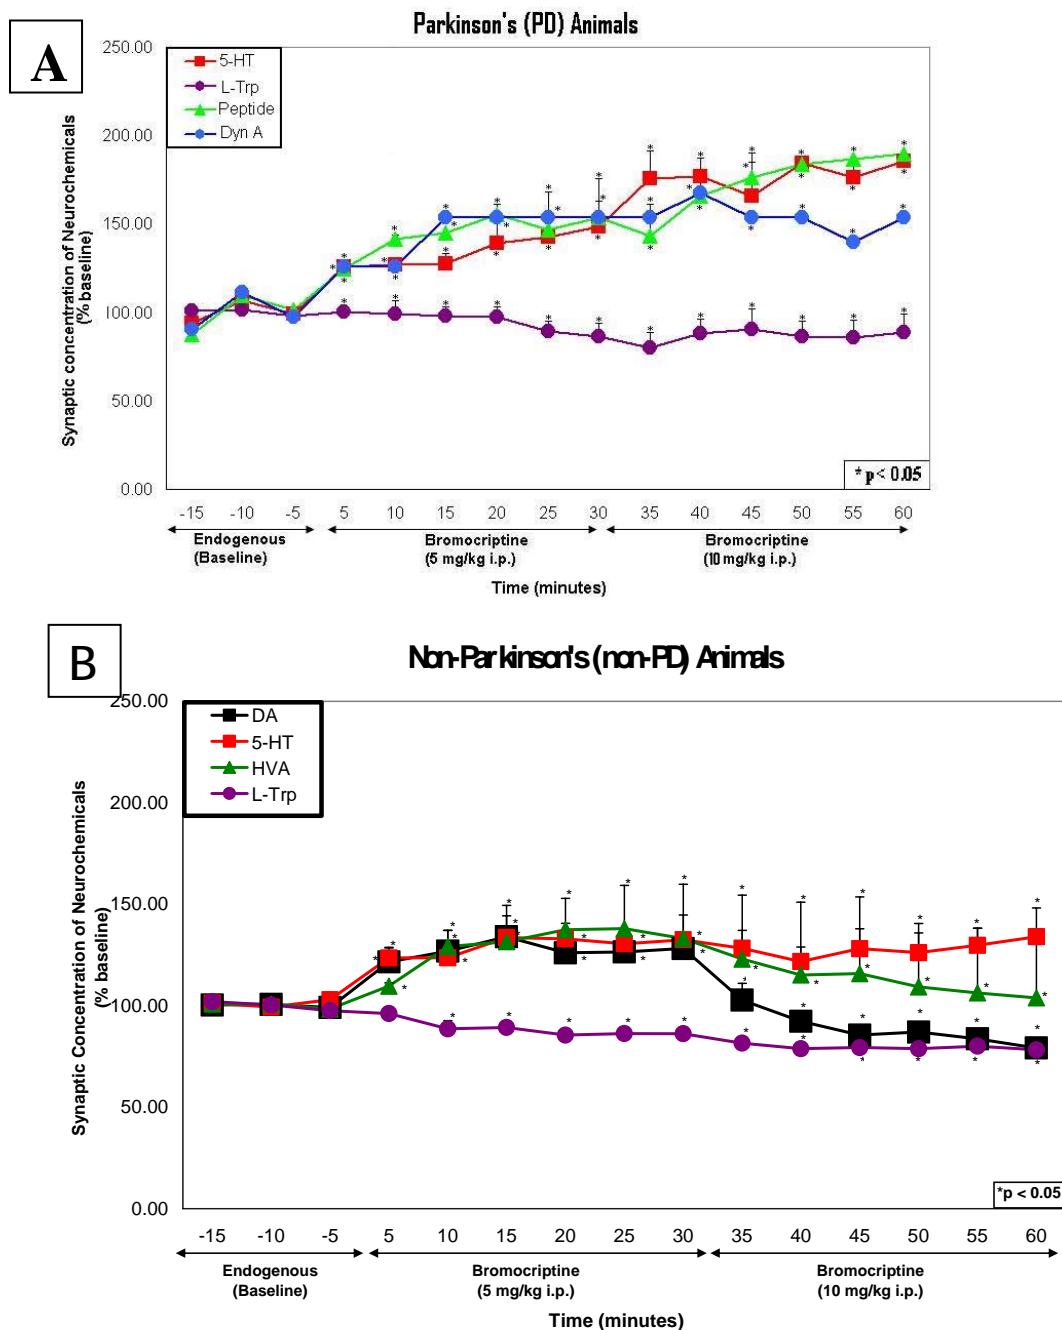 A
Parkinson's (PD) Animals
250.00
200.00
150.00
100.00
50.00
0.00
5-HT
L-Trp
Peptide
Dyn A
Synaptic concentration of Neurochemicals
(% baseline)
* p < 0.05
-15 -10 -5 5 10 15 20 25 30 35 40 45 50 55 60
Endogenous
(Baseline)
Bromocriptine
(5 mg/kg i.p.)
Bromocriptine
(10 mg/kg i.p.)
Time (minutes)
B
Non-Parkinson's (non-PD) Animals
250.00
200.00
150.00
100.00
50.00
0.00
DA
5-HT
HVA
L-Trp
Synaptic Concentration of Neurochemicals
(% baseline)
*p < 0.05
-15 -10 -5 5 10 15 20 25 30 35 40 45 50 55 60
Endogenous
(Baseline)
Bromocriptine
(5 mg/kg i.p.)
Bromocriptine
(10 mg/kg i.p.)
Time (minutes)